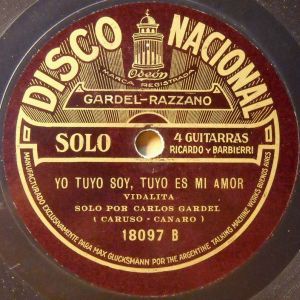 DISCO NACIONAL
Odeón
MARCA REGISTRADA
GARDEL-RAZZANO
SOLO
4 GUITARRAS
RICARDO y BARBIERRI
YO TUYO SOY, TUYO ES MI AMOR
VIDALITA
SOLO POR CARLOS GARDEL
( CARUSO - CANARO )
18097 B
MANUFACTURADO EXCLUSIVAMENTE PARA MAX GLÜCKSMANN POR THE ARGENTINE TALKING MACHINE WORKS BUENOS AIRES